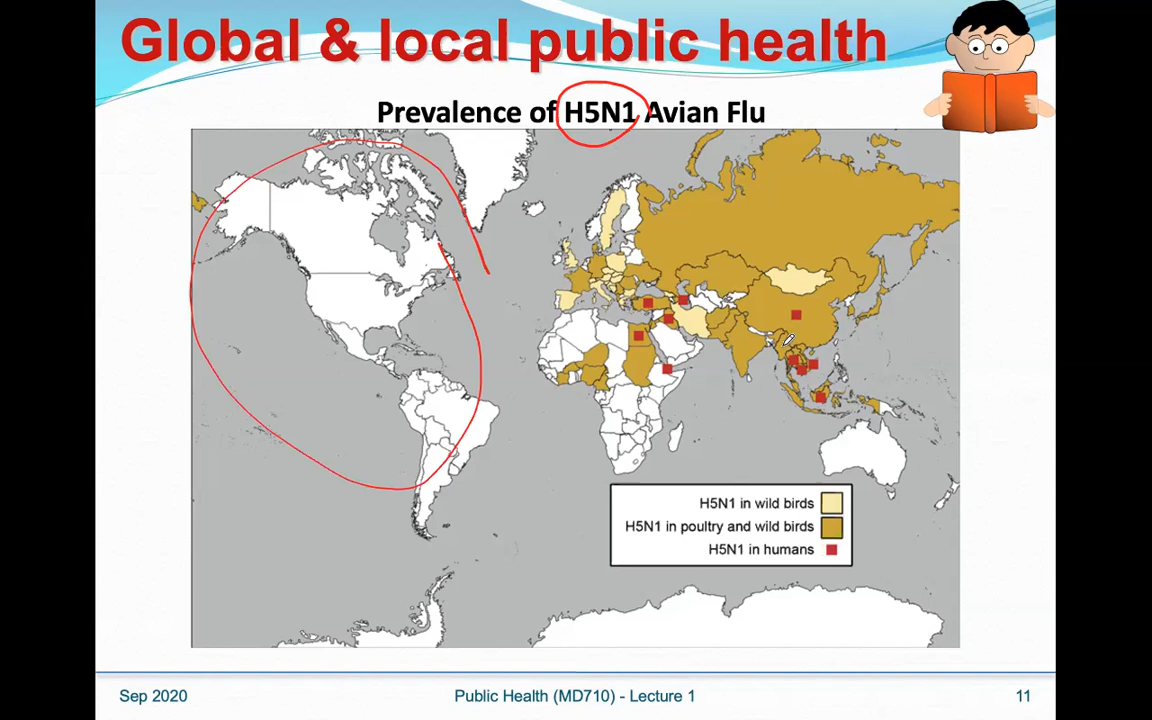 Global & local public health
Prevalence of H5N1 Avian Flu
H5N1 in wild birds
H5N1 in poultry and wild birds
H5N1 in humans
Sep 2020
Public Health (MD710) - Lecture 1
11